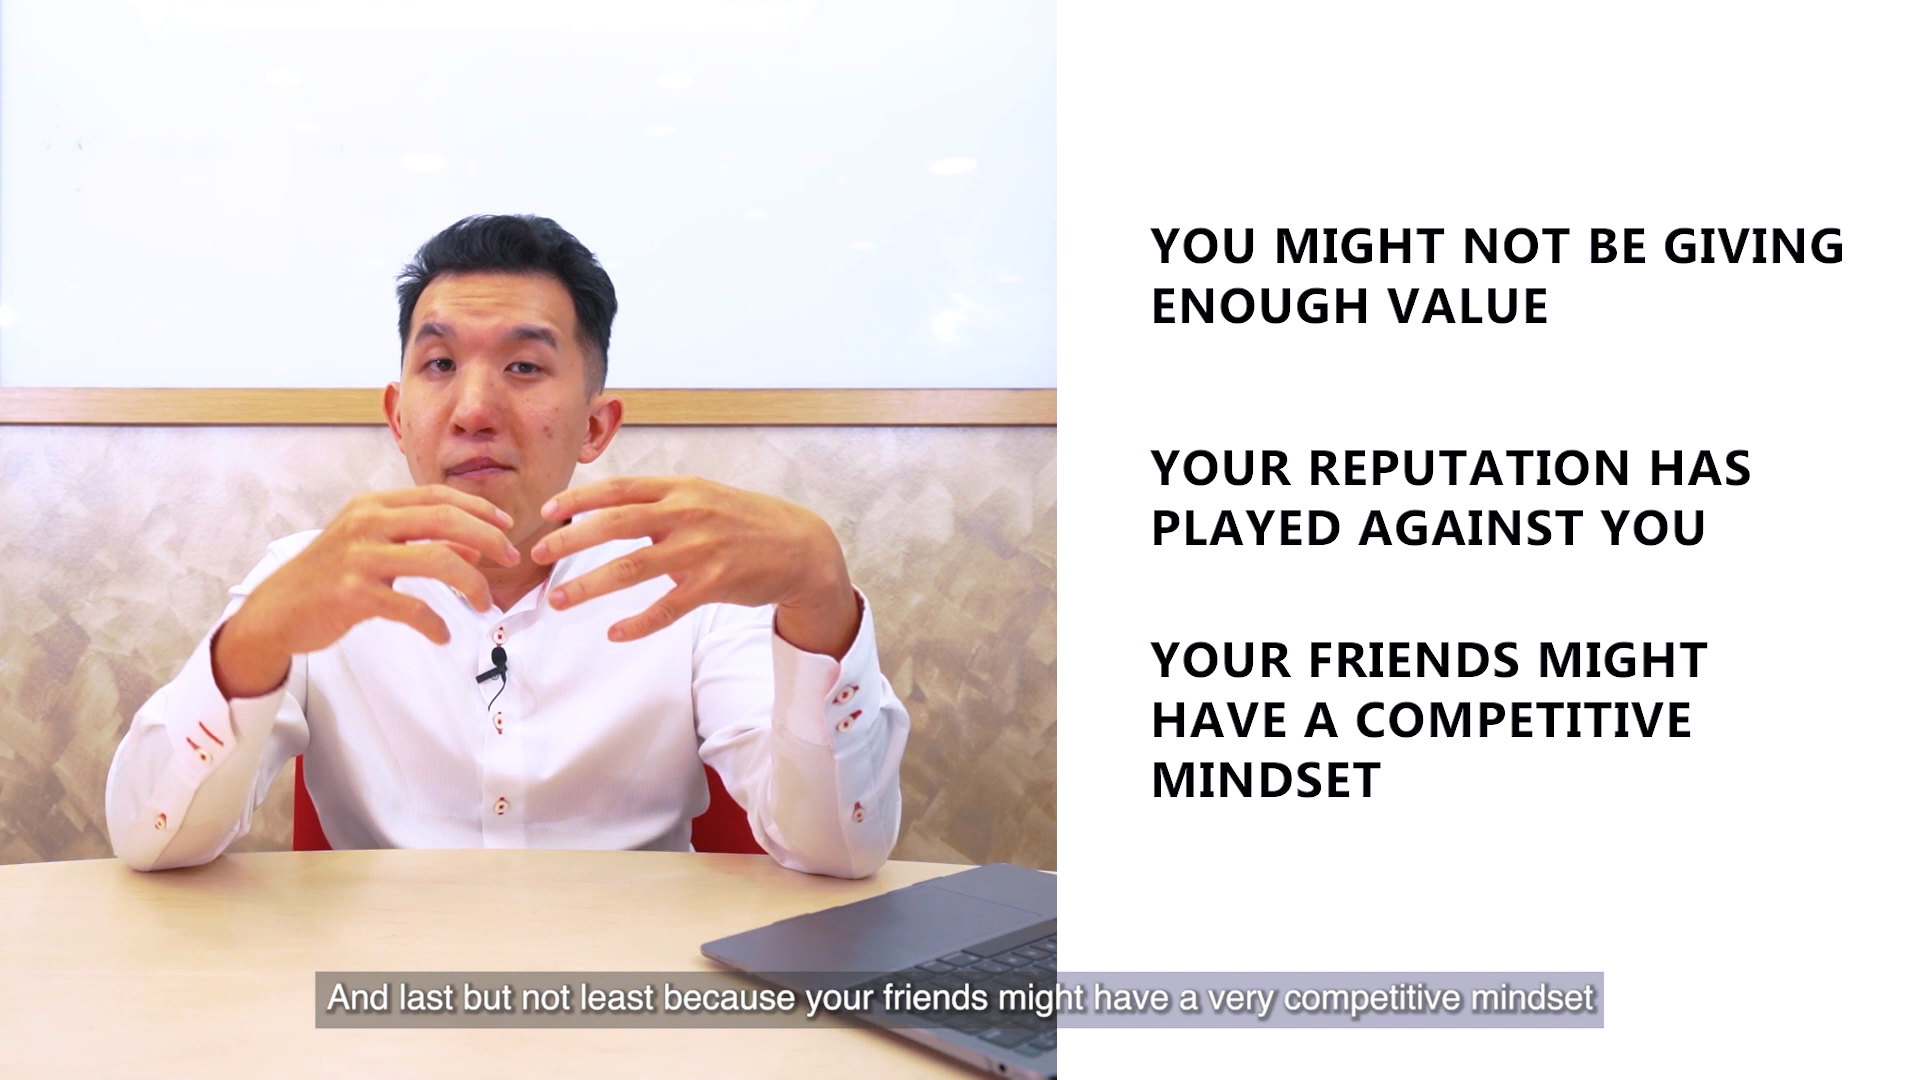 YOU MIGHT NOT BE GIVING
ENOUGH VALUE
YOUR REPUTATION HAS
PLAYED AGAINST YOU
YOUR FRIENDS MIGHT
HAVE A COMPETITIVE
MINDSET
And last but not least because your friends might have a very competitive mindset